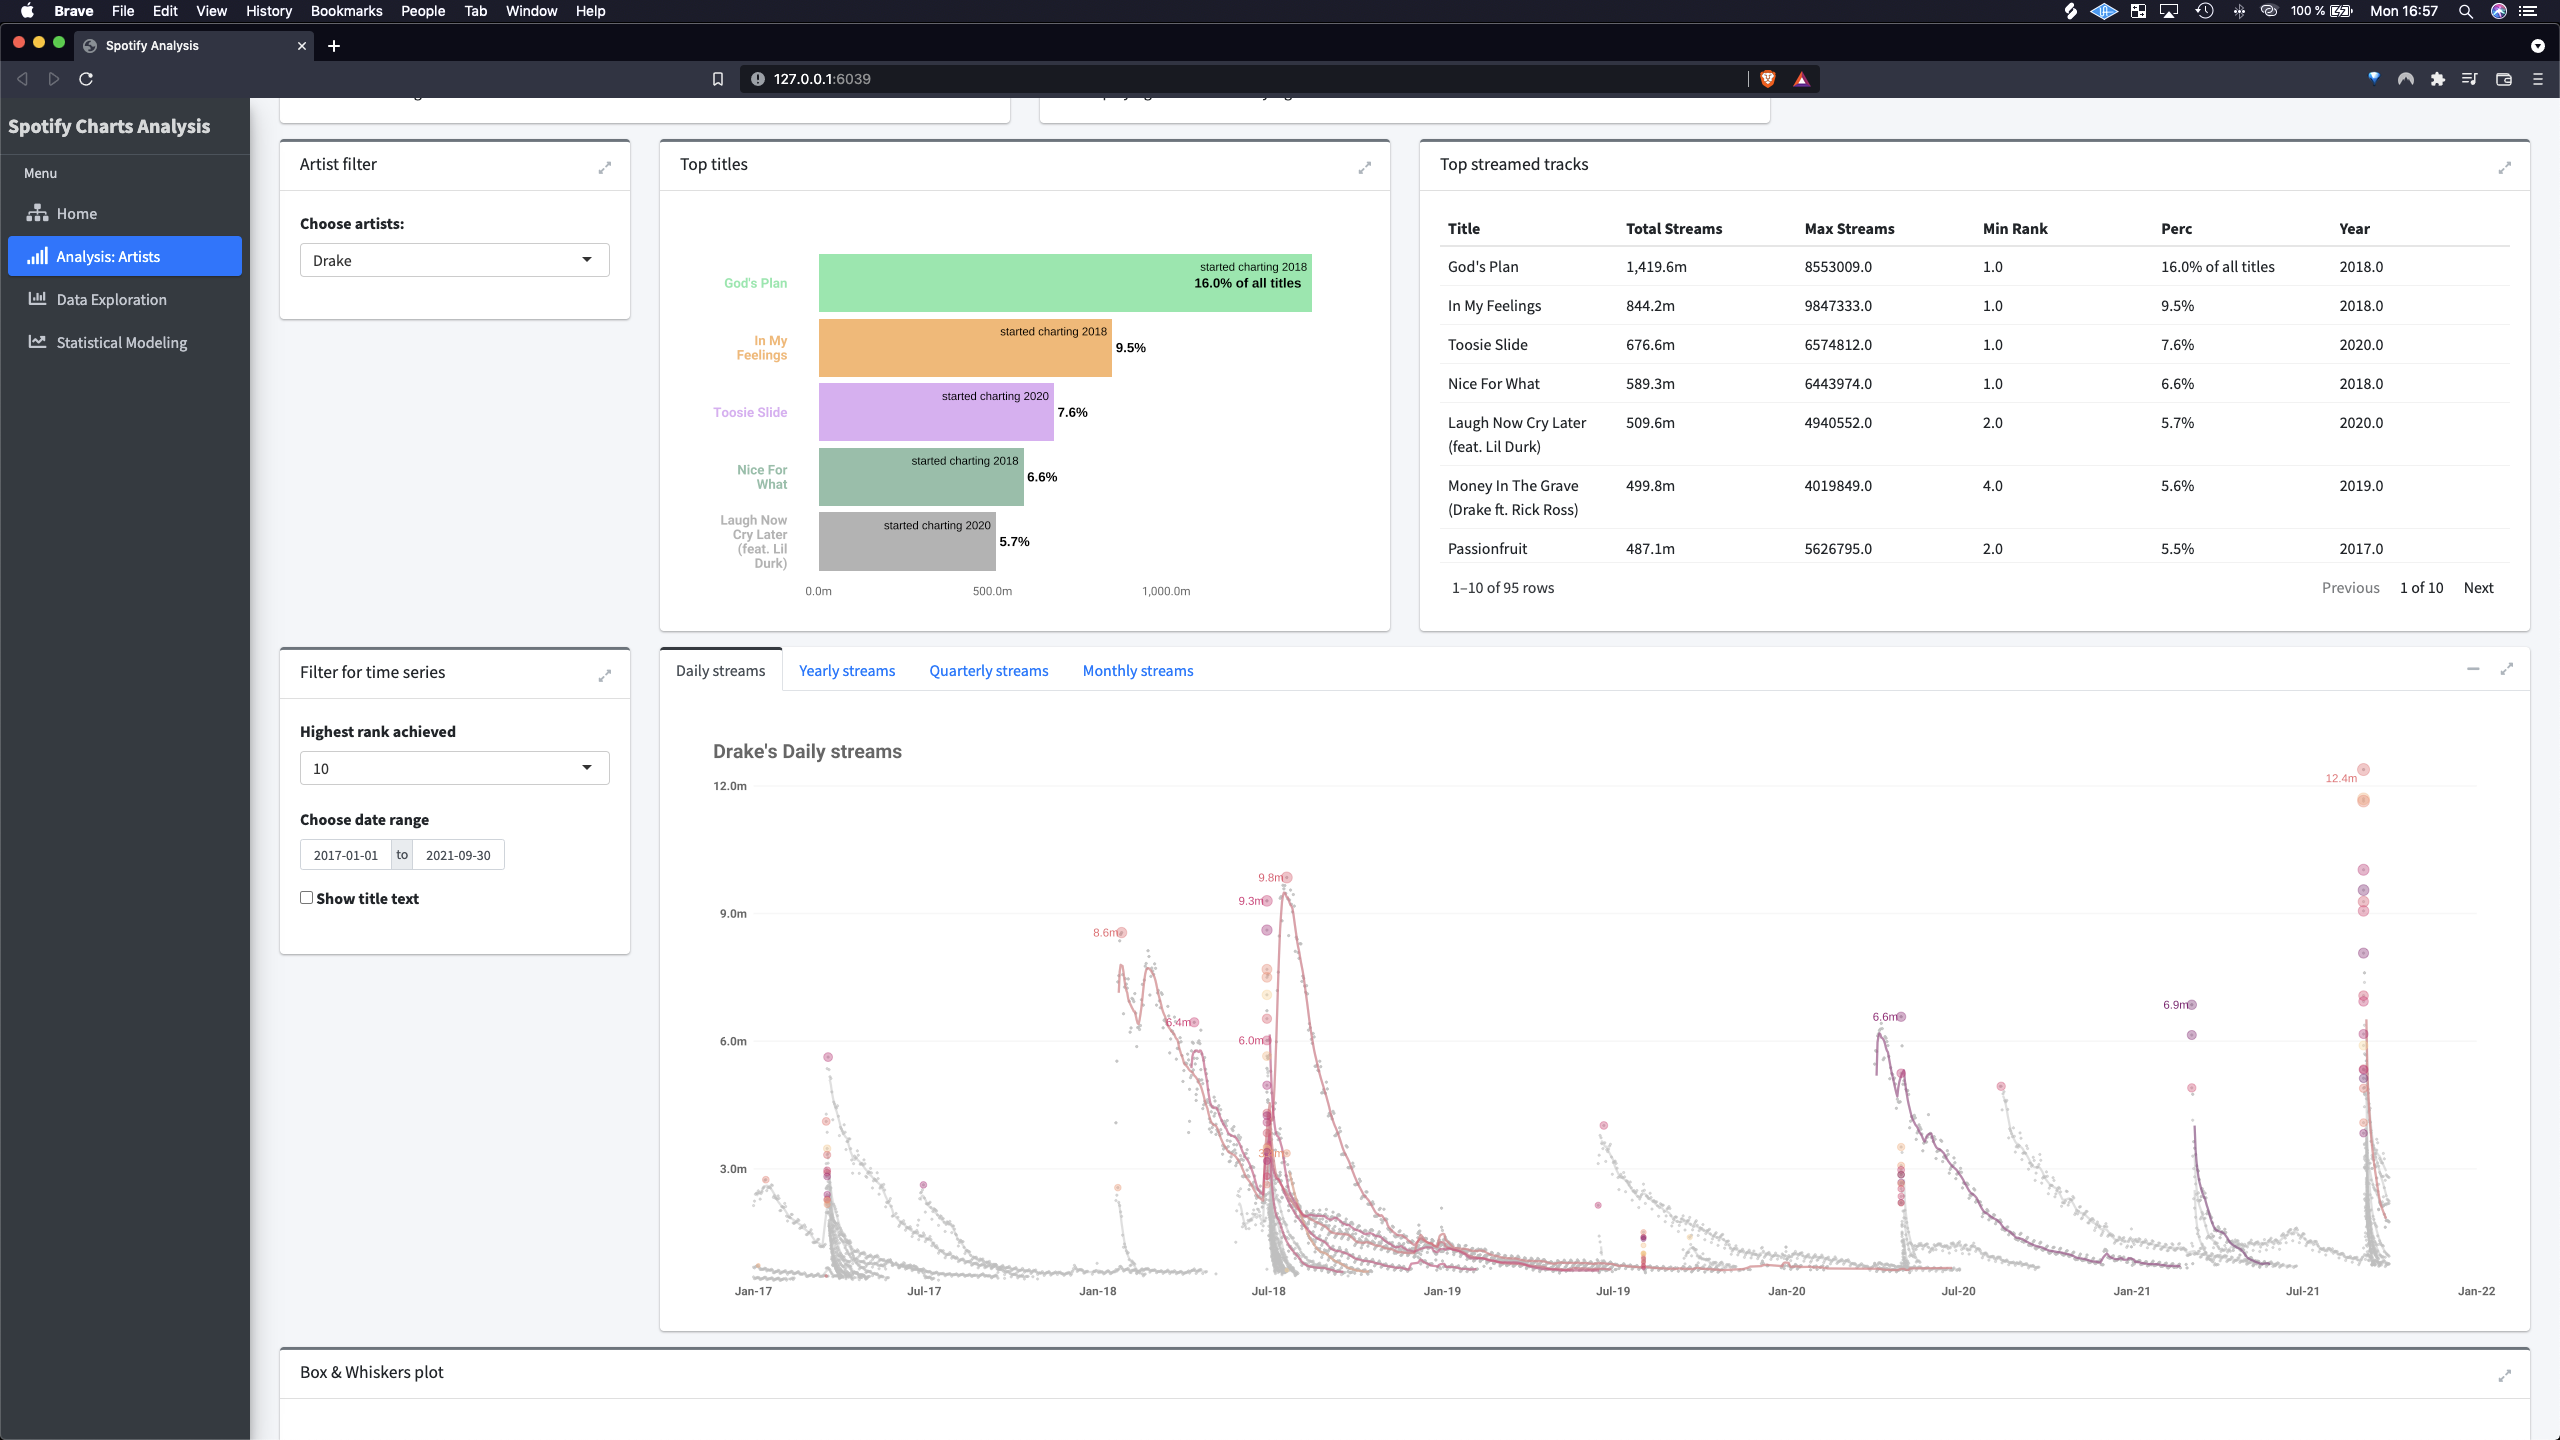 Brave File Edit View History Bookmarks People Tab Window Help
100 % Mon 16:57
Spotify Analysis
127.0.0.1:6039
Spotify Charts Analysis
Menu
Home
Analysis: Artists
Data Exploration
Statistical Modeling
Artist filter
Choose artists:
Drake
Top titles
God's Plan
started charting 2018
16.0% of all titles
In My
Feelings
started charting 2018
9.5%
Toosie Slide
started charting 2020
7.6%
Nice For
What
started charting 2018
6.6%
Laugh Now
Cry Later
(feat. Lil
Durk)
started charting 2020
5.7%
0.0m 500.0m 1,000.0m
Top streamed tracks
Title Total Streams Max Streams Min Rank Perc Year
God's Plan 1,419.6m 8553009.0 1.0 16.0% of all titles 2018.0
In My Feelings 844.2m 9847333.0 1.0 9.5% 2018.0
Toosie Slide 676.6m 6574812.0 1.0 7.6% 2020.0
Nice For What 589.3m 6443974.0 1.0 6.6% 2018.0
Laugh Now Cry Later 509.6m 4940552.0 2.0 5.7% 2020.0
(feat. Lil Durk)
Money In The Grave 499.8m 4019849.0 4.0 5.6% 2019.0
(Drake ft. Rick Ross)
Passionfruit 487.1m 5626795.0 2.0 5.5% 2017.0
1–10 of 95 rows Previous 1 of 10 Next
Filter for time series
Highest rank achieved
10
Choose date range
2017-01-01 to 2021-09-30
Show title text
Daily streams Yearly streams Quarterly streams Monthly streams
Drake's Daily streams
12.0m
9.0m
6.0m
3.0m
12.4m
9.8m
9.3m
8.6m
6.9m
6.6m
6.4m
6.0m
Jan-17 Jul-17 Jan-18 Jul-18 Jan-19 Jul-19 Jan-20 Jul-20 Jan-21 Jul-21 Jan-22
Box & Whiskers plot